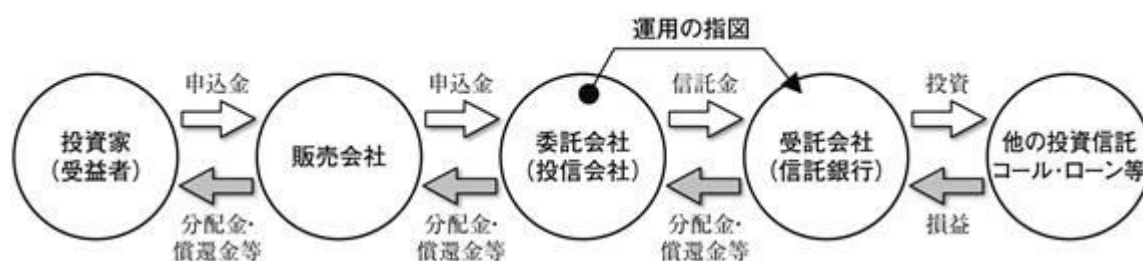 運用の指図
申込金
申込金
信託金
投資
投資家
(受益者)
販売会社
委託会社
(投信会社)
受託会社
(信託銀行)
他の投資信託
コール・ローン等
分配金・
償還金等
分配金・
償還金等
分配金・
償還金等
損益